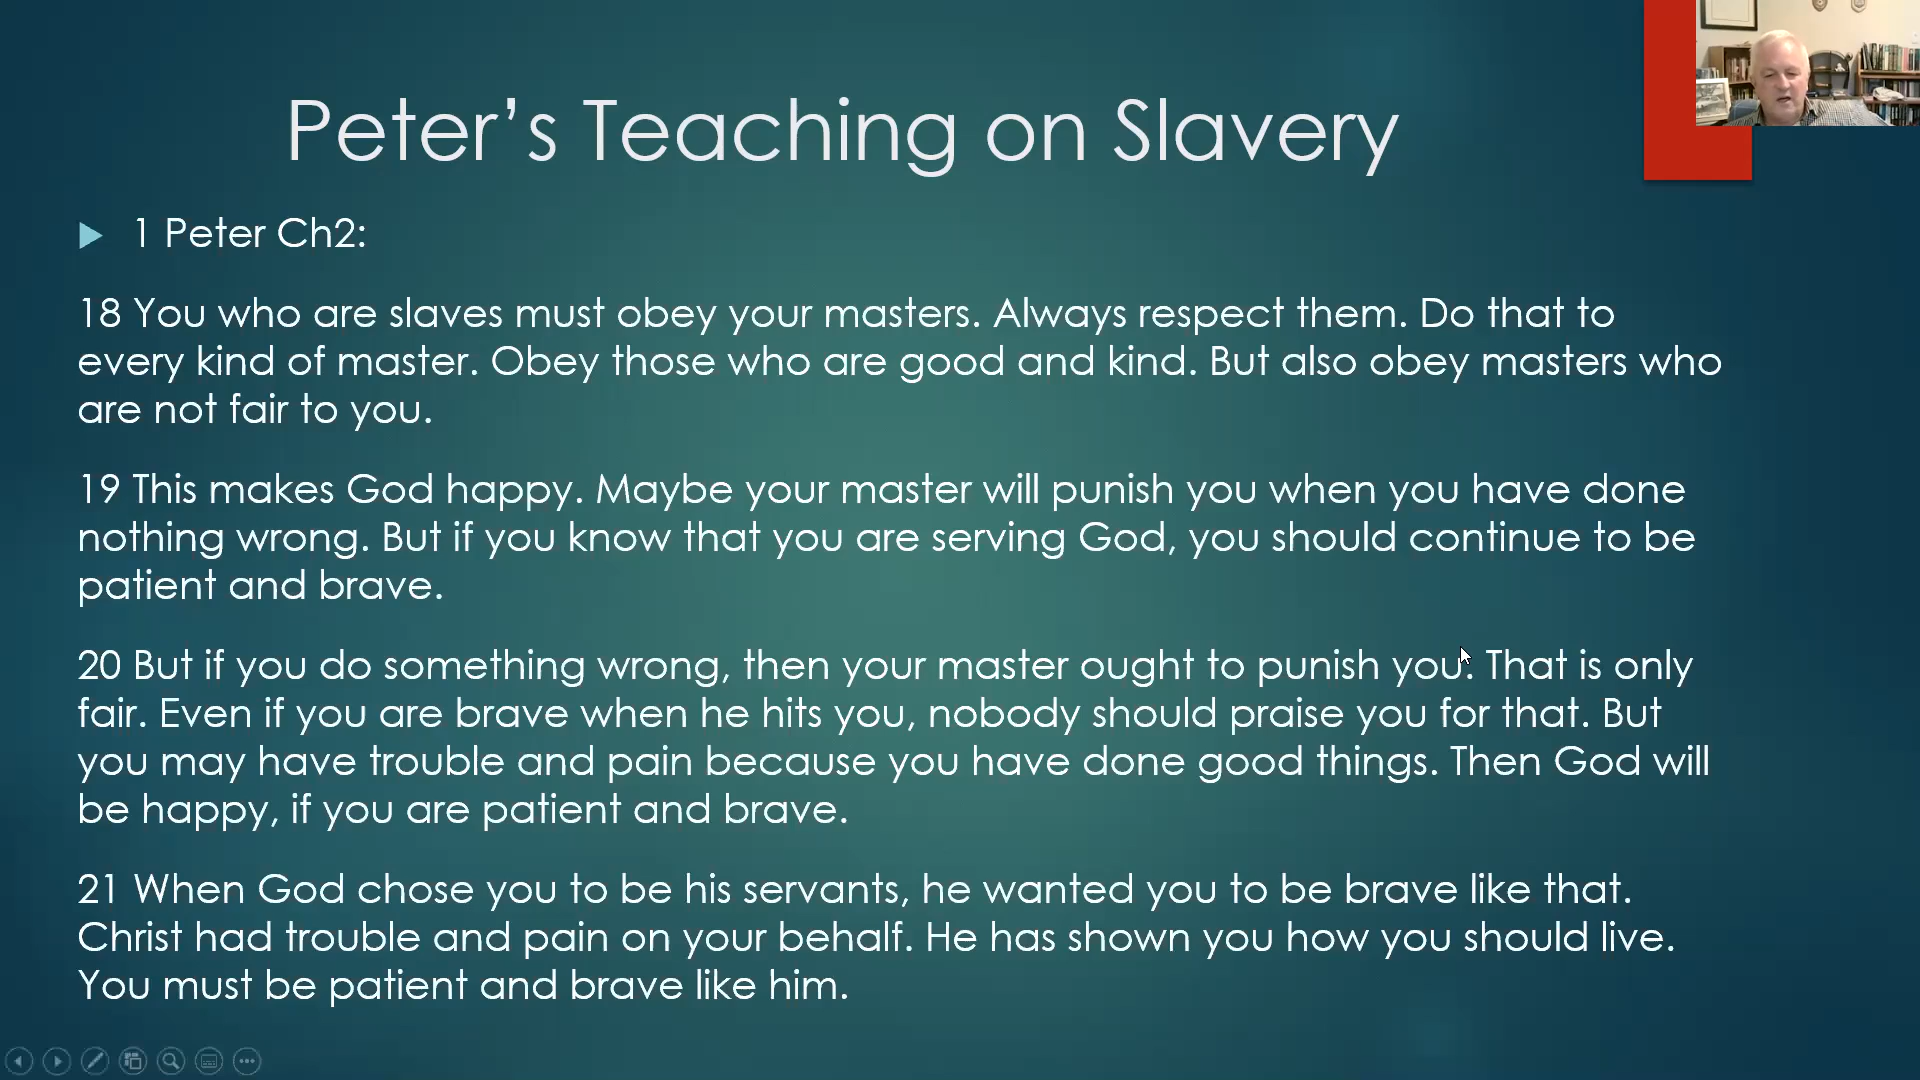 Peter’s Teaching on Slavery
1 Peter Ch2:
18 You who are slaves must obey your masters. Always respect them. Do that to
every kind of master. Obey those who are good and kind. But also obey masters who
are not fair to you.
19 This makes God happy. Maybe your master will punish you when you have done
nothing wrong. But if you know that you are serving God, you should continue to be
patient and brave.
20 But if you do something wrong, then your master ought to punish you. That is only
fair. Even if you are brave when he hits you, nobody should praise you for that. But
you may have trouble and pain because you have done good things. Then God will
be happy, if you are patient and brave.
21 When God chose you to be his servants, he wanted you to be brave like that.
Christ had trouble and pain on your behalf. He has shown you how you should live.
You must be patient and brave like him.